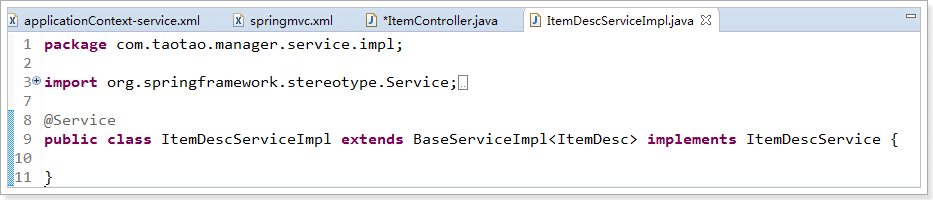 applicationContext-service.xml springmvc.xml *ItemController.java ItemDescServiceImpl.java
1 package com.taotao.manager.service.impl;
2
3 import org.springframework.stereotype.Service;
7
8 @Service
9 public class ItemDescServiceImpl extends BaseServiceImpl<ItemDesc> implements ItemDescService {
10
11 }